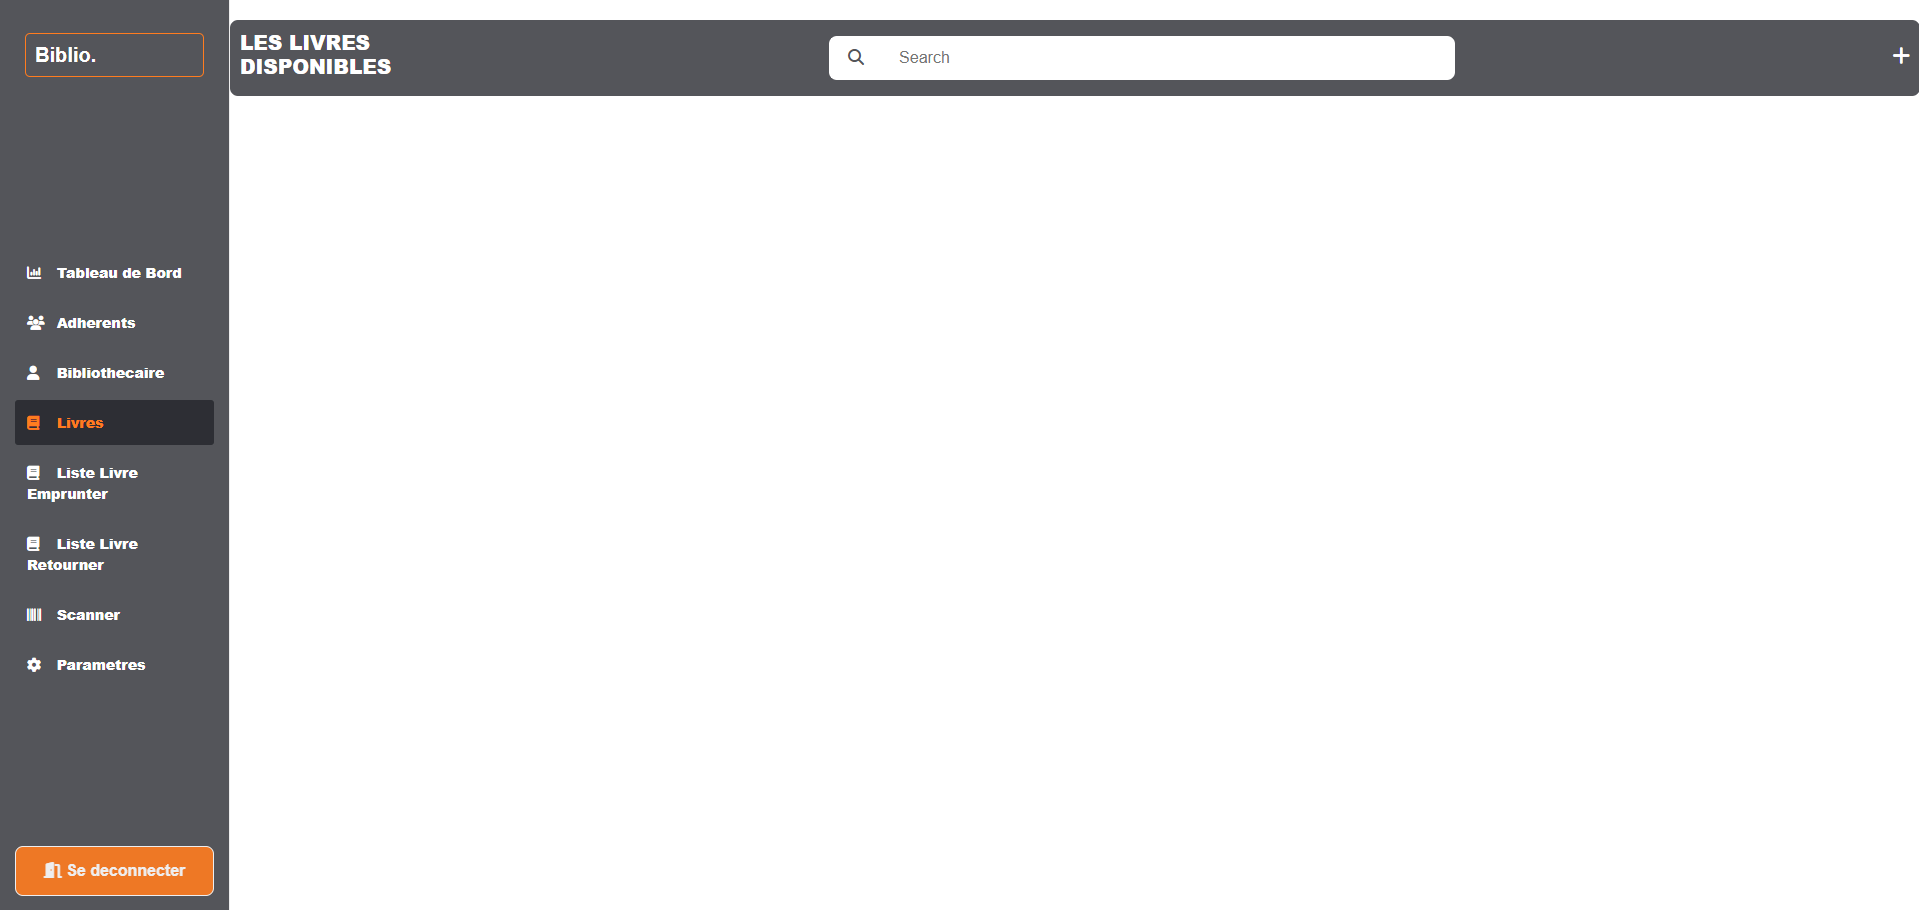 Biblio.
LES LIVRES
DISPONIBLES
Search
Tableau de Bord
Adherents
Bibliothecaire
Livres
Liste Livre
Emprunter
Liste Livre
Retourner
Scanner
Parametres
Se deconnecter